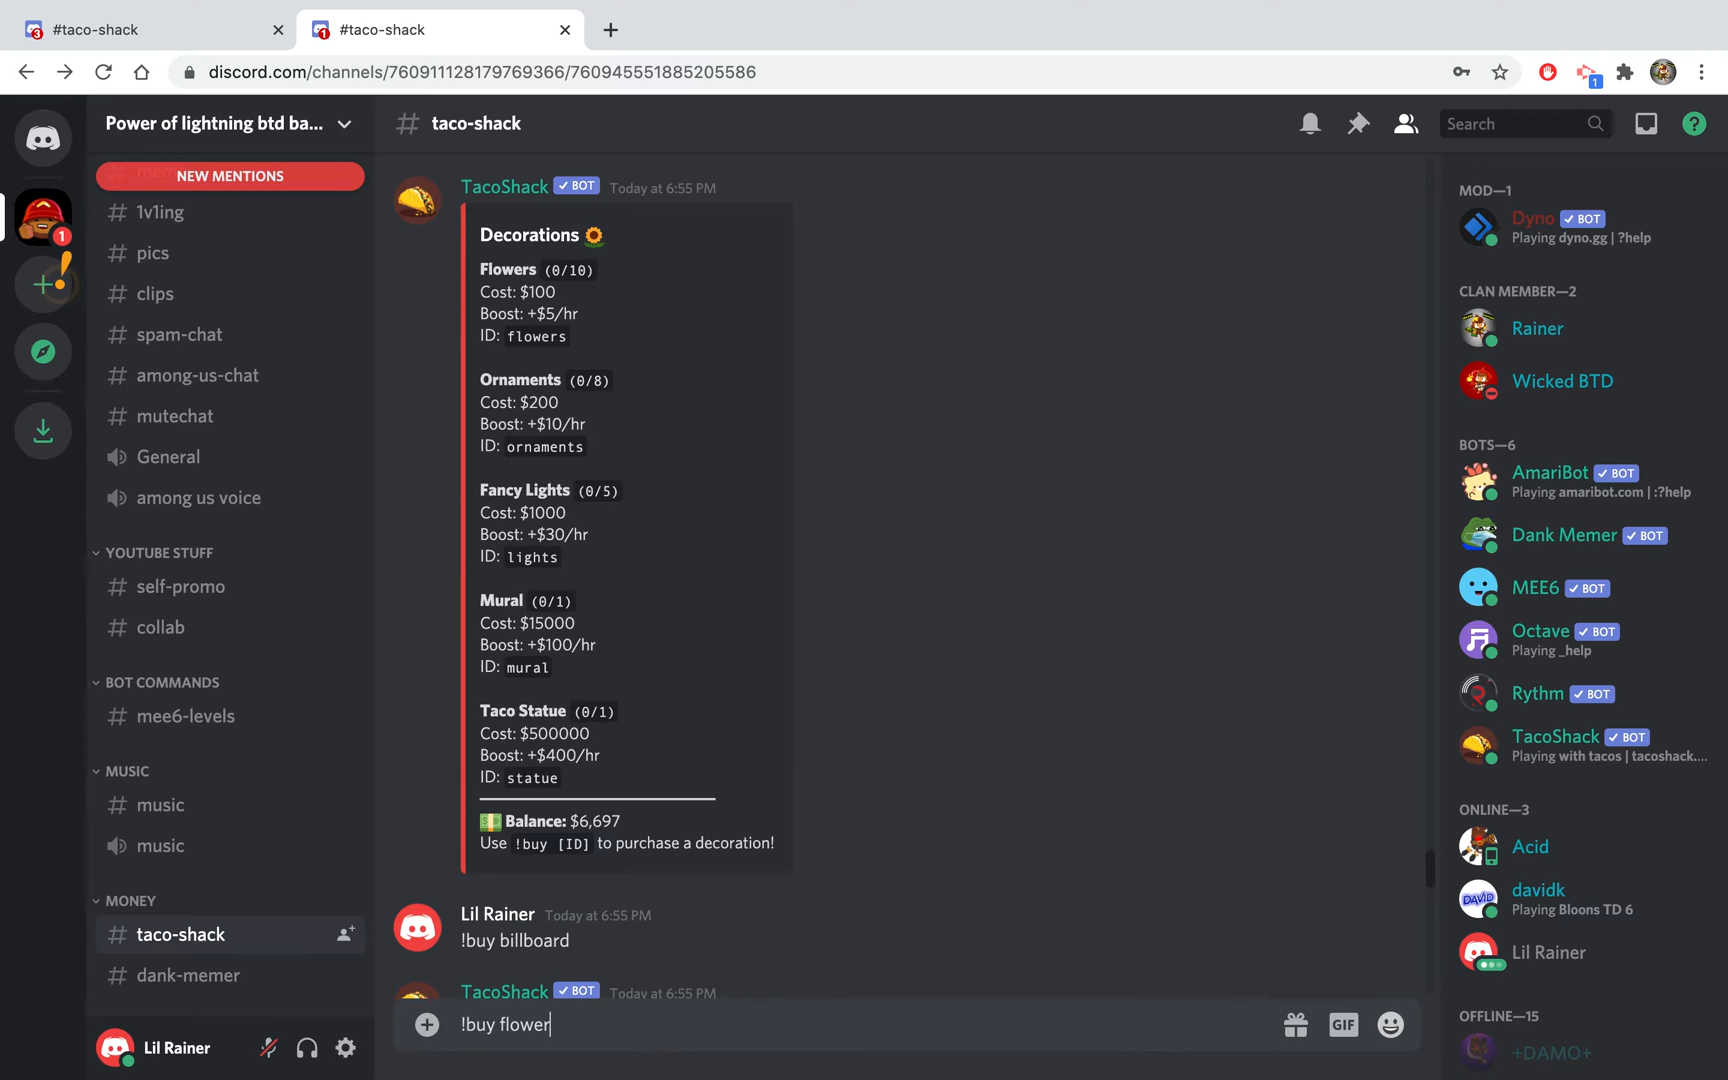 #taco-shack
#taco-shack
discord.com/channels/760911128179769366/760945551885205586
1
Power of lightning btd ba...
taco-shack
Search
NEW MENTIONS
1v1ing
pics
clips
spam-chat
among-us-chat
mutechat
General
among us voice
YOUTUBE STUFF
self-promo
collab
BOT COMMANDS
mee6-levels
MUSIC
music
music
MONEY
taco-shack
dank-memer
Lil Rainer
1
TacoShack BOT Today at 6:55 PM
Decorations
Flowers (0/10)
Cost: $100
Boost: +$5/hr
ID: flowers
Ornaments (0/8)
Cost: $200
Boost: +$10/hr
ID: ornaments
Fancy Lights (0/5)
Cost: $1000
Boost: +$30/hr
ID: lights
Mural (0/1)
Cost: $15000
Boost: +$100/hr
ID: mural
Taco Statue (0/1)
Cost: $500000
Boost: +$400/hr
ID: statue
Balance: $6,697
Use !buy [ID] to purchase a decoration!
Lil Rainer Today at 6:55 PM
!buy billboard
TacoShack BOT Today at 6:55 PM
!buy flower
GIF
MOD—1
Dyno BOT
Playing dyno.gg | ?help
CLAN MEMBER—2
Rainer
Wicked BTD
BOTS—6
AmariBot BOT
Playing amaribot.com | :?help
Dank Memer BOT
MEE6 BOT
Octave BOT
Playing _help
Rythm BOT
TacoShack BOT
Playing with tacos | tacoshack....
ONLINE—3
Acid
davidk
Playing Bloons TD 6
Lil Rainer
OFFLINE—15
+DAMO+